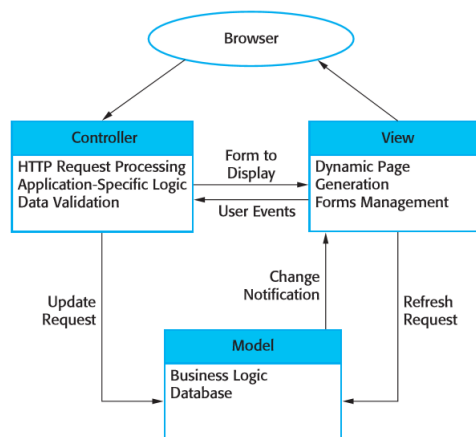 Browser
Controller
HTTP Request Processing
Application-Specific Logic
Data Validation
Form to
Display
User Events
View
Dynamic Page
Generation
Forms Management
Update
Request
Change
Notification
Refresh
Request
Model
Business Logic
Database